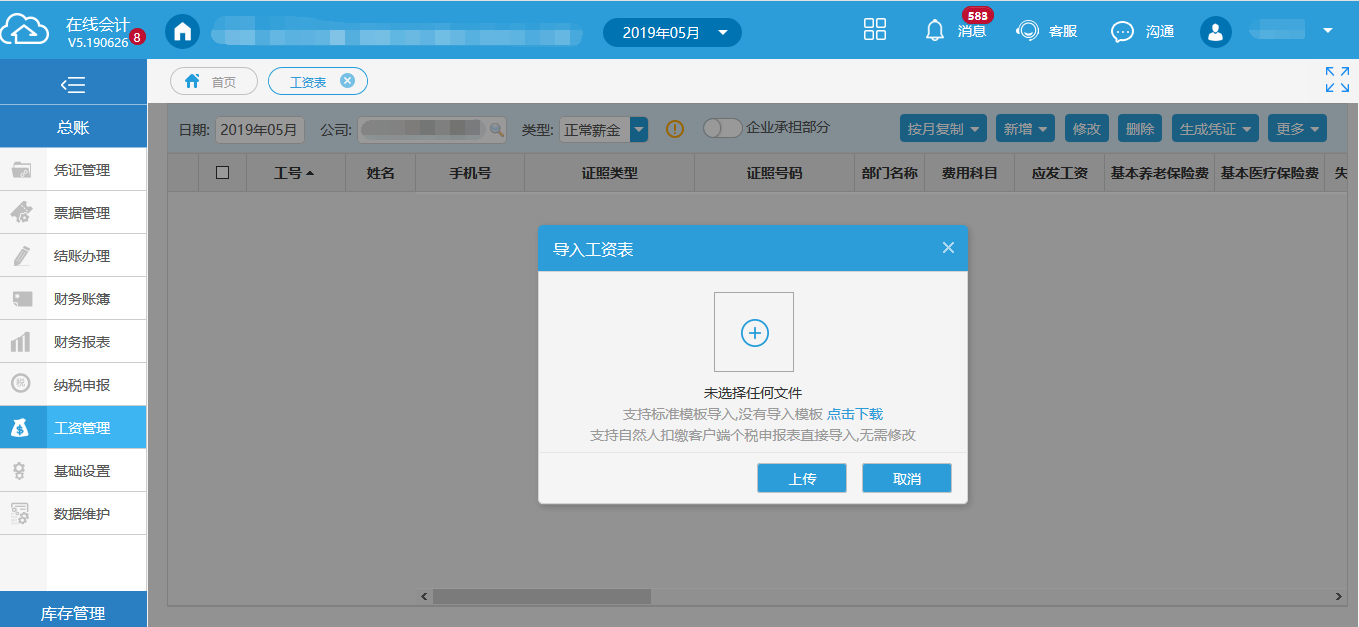 在线会计
V5.190626
8
2019年05月
583
消息
客服
沟通
首页
工资表
总账
凭证管理
票据管理
结账办理
财务账簿
财务报表
税
纳税申报
工资管理
基础设置
数据维护
库存管理
日期: 2019年05月 公司: 类型: 正常薪金 企业承担部分 按月复制 新增 修改 删除 生成凭证 更多
工号 姓名 手机号 证照类型 证照号码 部门名称 费用科目 应发工资 基本养老保险费 基本医疗保险费 失
导入工资表
未选择任何文件
支持标准模板导入,没有导入模板 点击下载
支持自然人扣缴客户端个税申报表直接导入,无需修改
上传 取消